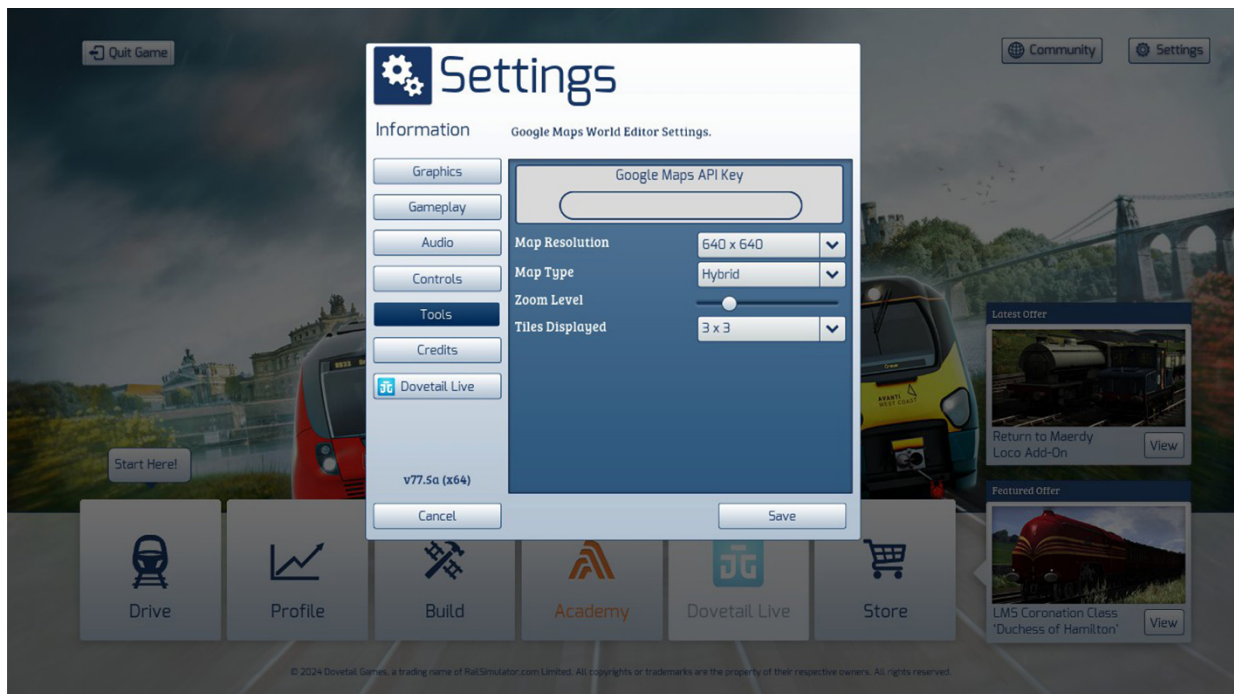 Quit Game
Community
Settings
Settings
Information
Google Maps World Editor Settings.
Graphics
Gameplay
Audio
Controls
Tools
Credits
Dovetail Live
v77.5a (x64)
Cancel
Google Maps API Key
Map Resolution
640 x 640
Map Type
Hybrid
Zoom Level
Tiles Displayed
3 x 3
Save
AVANTI
WEST COAST
Start Here!
Latest Offer
Return to Maerdy
Loco Add-On
View
Featured Offer
LMS Coronation Class
'Duchess of Hamilton'
View
Drive
Profile
Build
Academy
Dovetail Live
Store
© 2024 Dovetail Games, a trading name of RailSimulator.com Limited. All copyrights or trademarks are the property of their respective owners. All rights reserved.